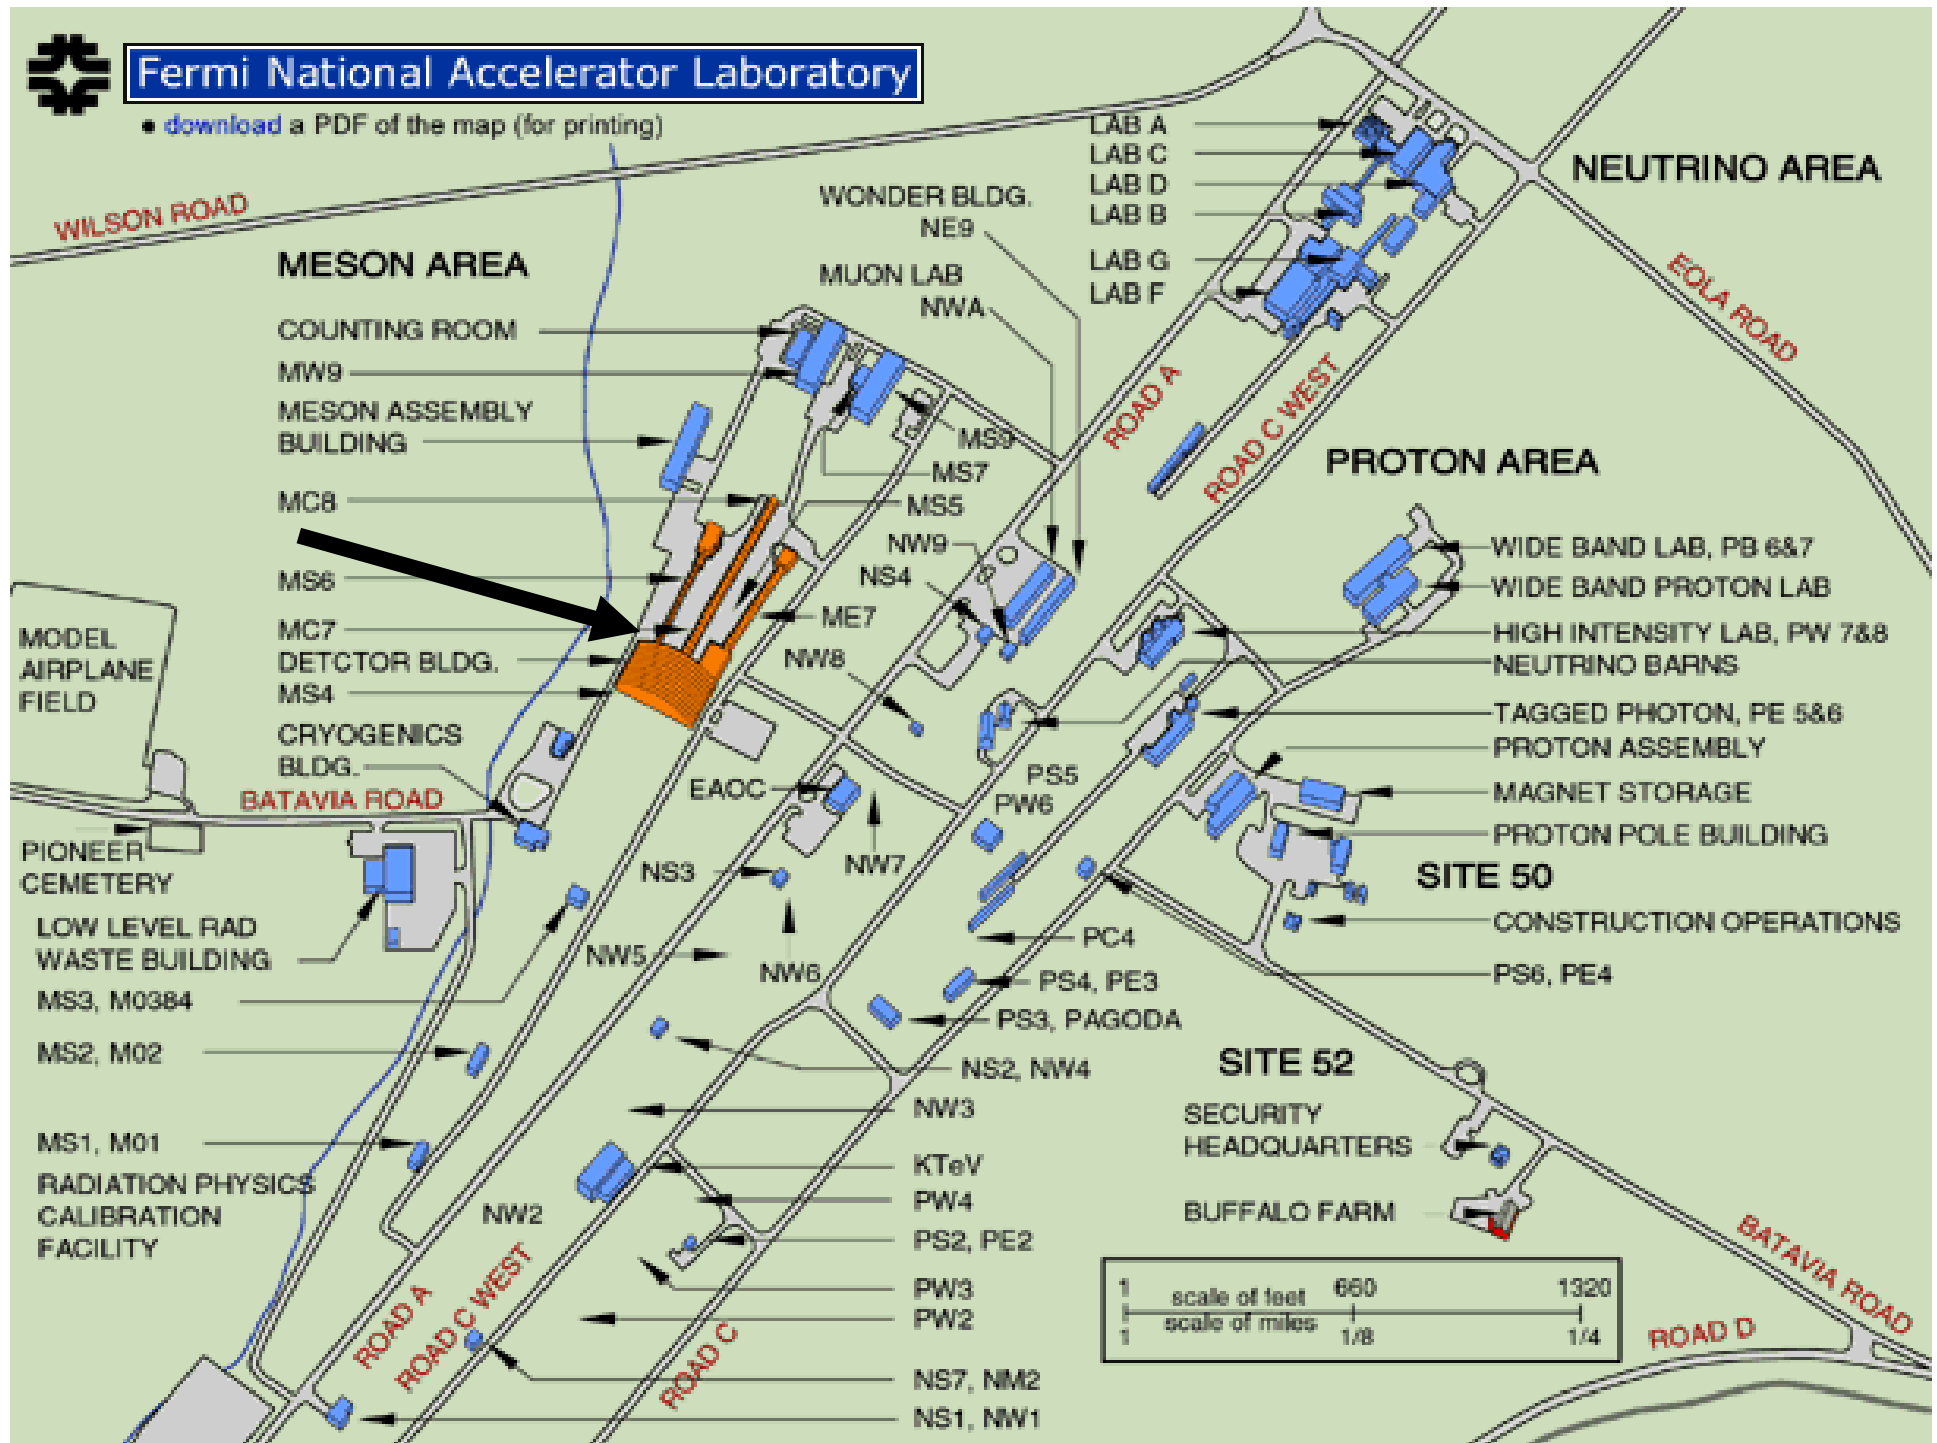 Fermi National Accelerator Laboratory
• download a PDF of the map (for printing)
WILSON ROAD
MESON AREA
COUNTING ROOM
MW9
MESON ASSEMBLY
BUILDING
MC8
MS6
MC7
DETCTOR BLDG.
MS4
CRYOGENICS
BLDG.
BATAVIA ROAD
MODEL
AIRPLANE
FIELD
PIONEER
CEMETERY
LOW LEVEL RAD
WASTE BUILDING
MS3, M0384
MS2, M02
MS1, M01
RADIATION PHYSICS
CALIBRATION
FACILITY
WONDER BLDG.
NE9
MUON LAB
NWA
MS9
MS7
MS5
NW9
NS4
ME7
NW8
EAOC
NW7
NS3
NW5
NW6
LAB A
LAB C
LAB D
LAB B
LAB G
LAB F
NEUTRINO AREA
EOLA ROAD
ROAD A
ROAD C WEST
PROTON AREA
WIDE BAND LAB, PB 6&7
WIDE BAND PROTON LAB
HIGH INTENSITY LAB, PW 7&8
NEUTRINO BARNS
TAGGED PHOTON, PE 5&6
PROTON ASSEMBLY
MAGNET STORAGE
PROTON POLE BUILDING
SITE 50
CONSTRUCTION OPERATIONS
PS6, PE4
PS5
PW6
PC4
PS4, PE3
PS3, PAGODA
NS2, NW4
NW3
KTeV
PW4
PS2, PE2
PW3
PW2
NS7, NM2
NS1, NW1
NW2
ROAD A
ROAD C WEST
ROAD C
SITE 52
SECURITY
HEADQUARTERS
BUFFALO FARM
BATAVIA ROAD
ROAD D
1 scale of feet 660 1320
1 scale of miles 1/8 1/4